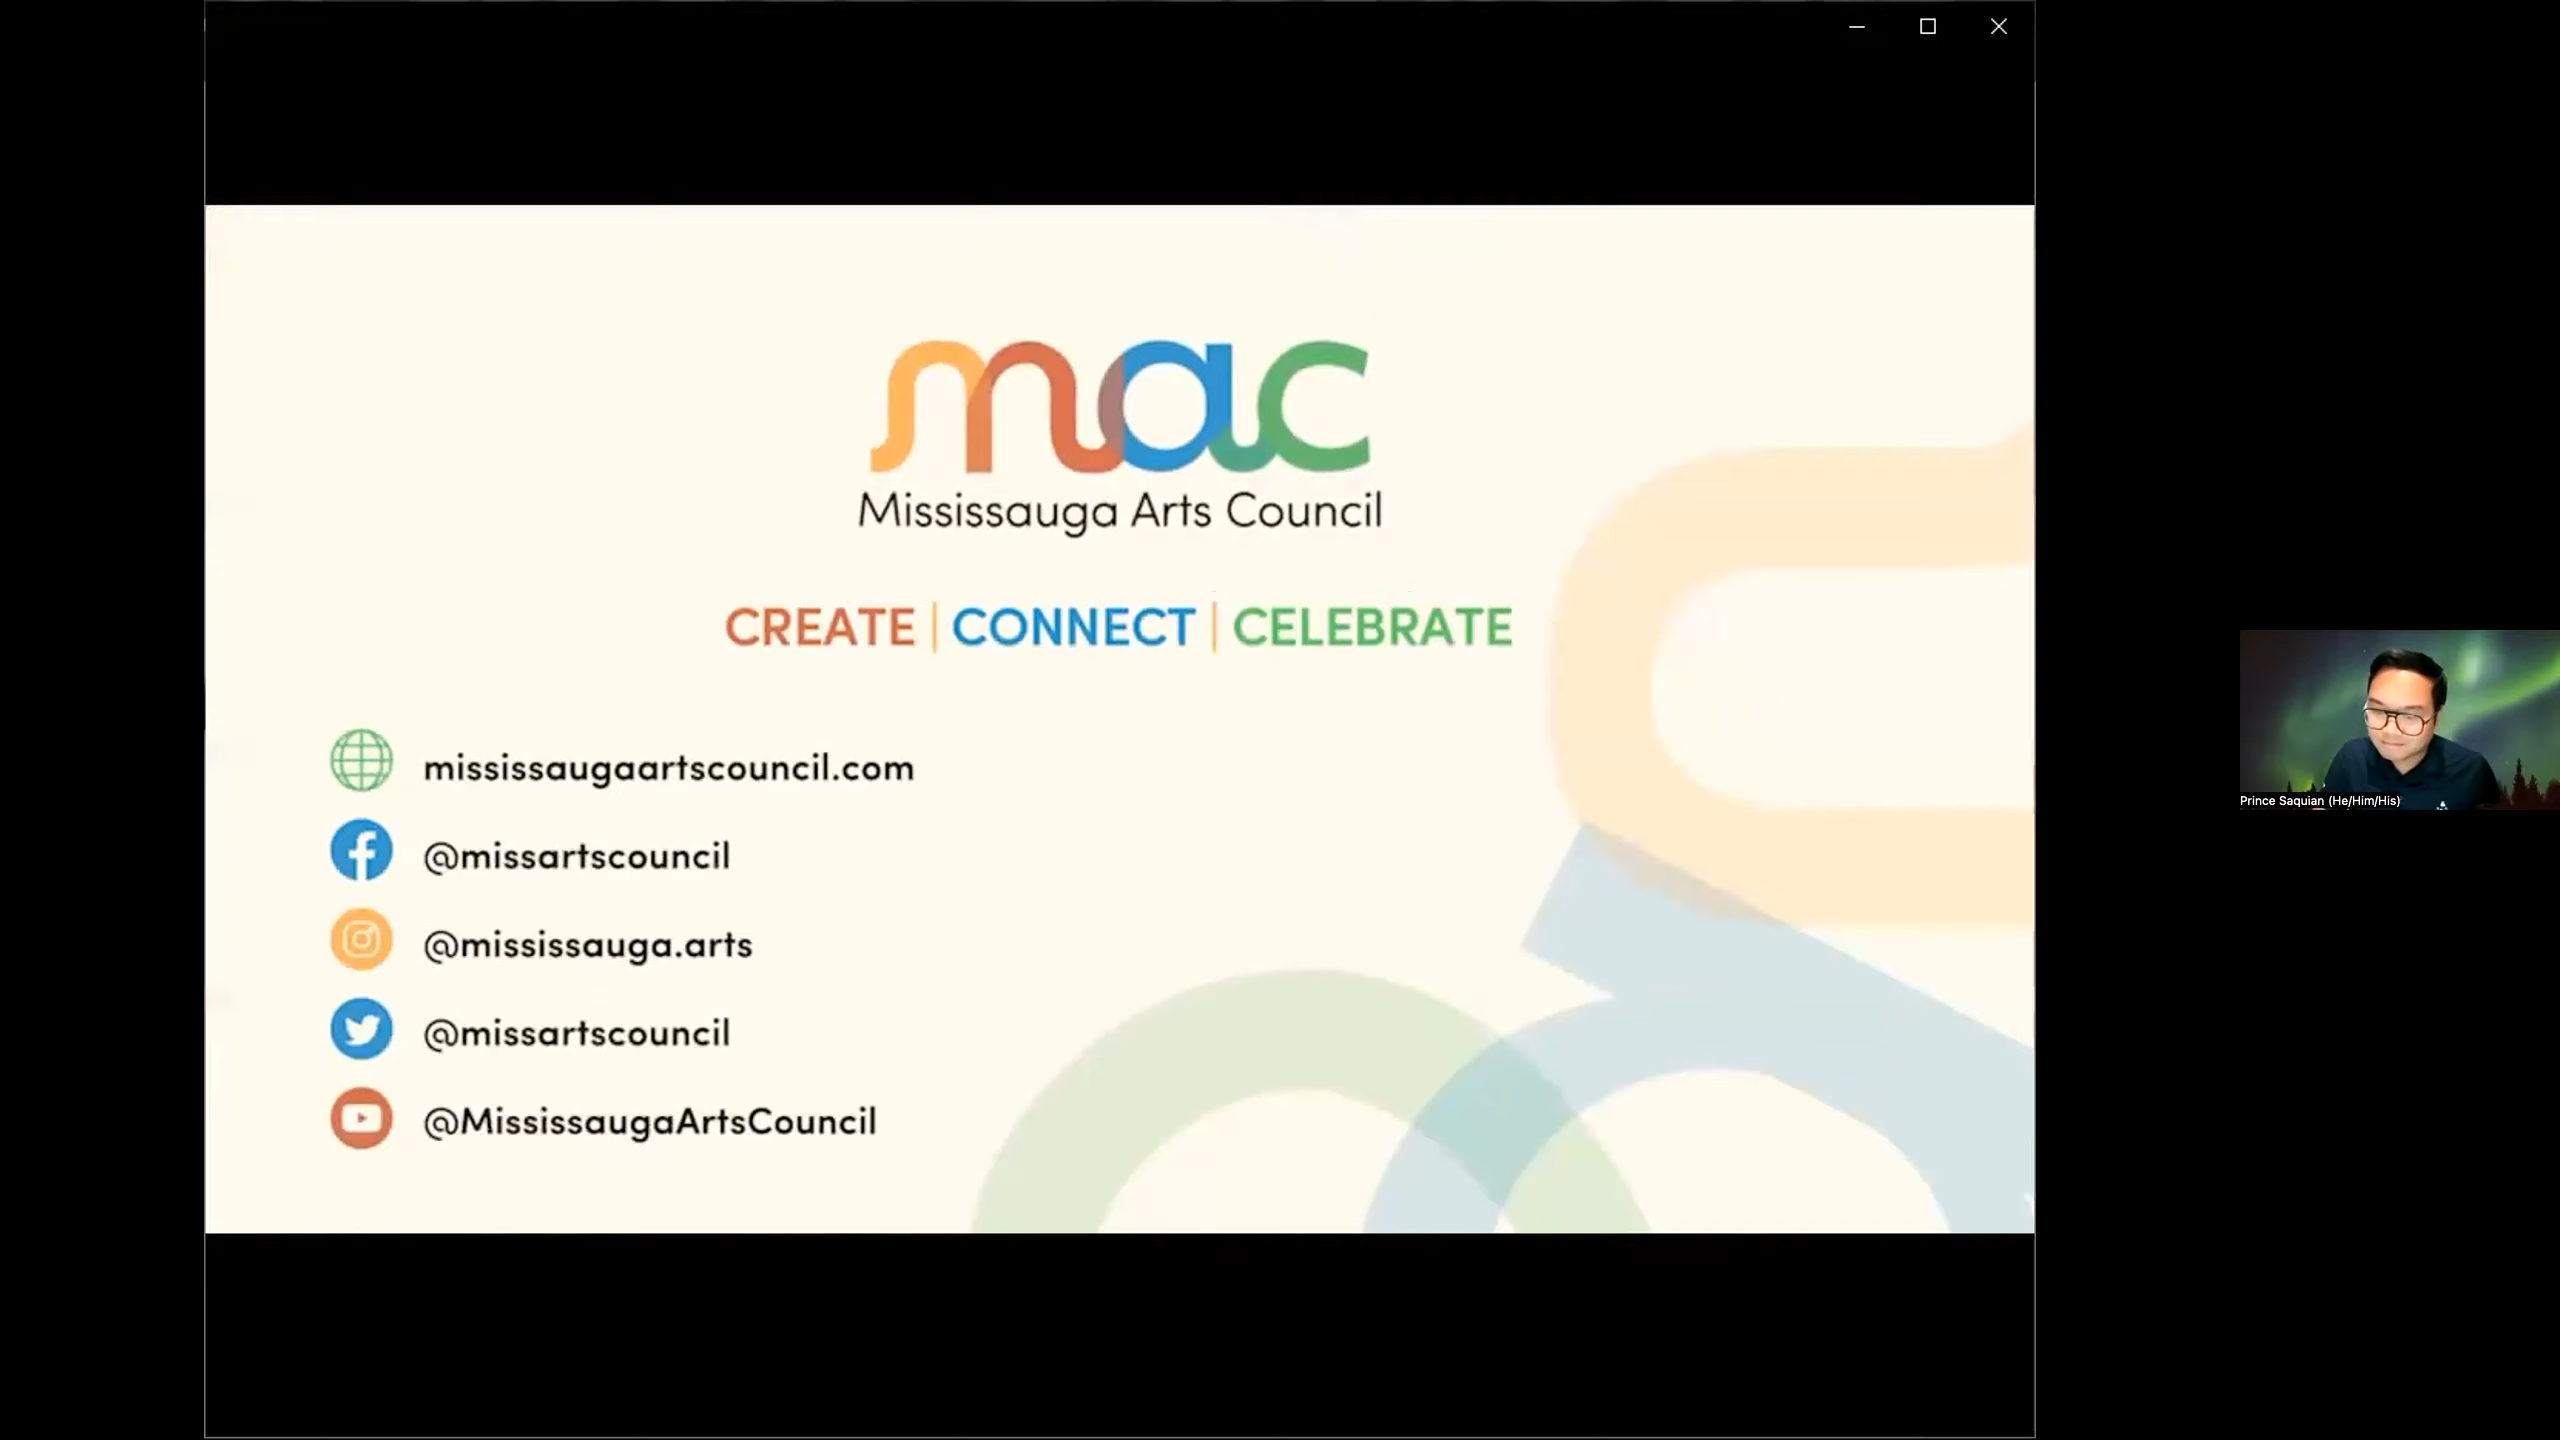 mac
Mississauga Arts Council
CREATE | CONNECT | CELEBRATE
mississaugaartscouncil.com
@missartscouncil
@mississauga.arts
@missartscouncil
@MississaugaArtsCouncil
Prince Saquian (He/Him/His)